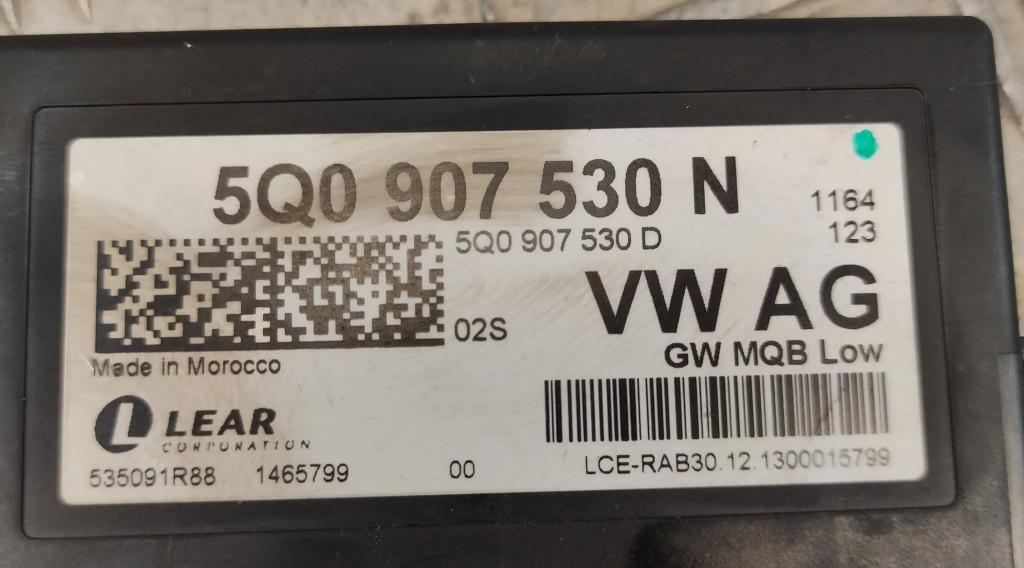 5Q0 907 530 N
1164
5Q0 907 530 D
123
VW AG
02S
GW MQB Low
Made in Morocco
LEAR
CORPORATION
535091R88 1465799 00
LCE-RAB30.12.1300015799